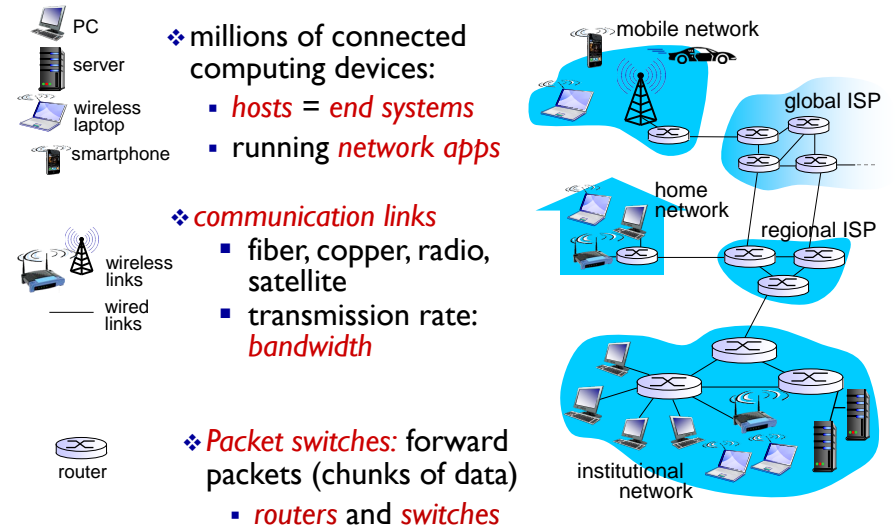 PC
server
wireless
laptop
smartphone
wireless
links
wired
links
router
❖ millions of connected
computing devices:
▪ hosts = end systems
▪ running network apps
❖ communication links
▪ fiber, copper, radio,
satellite
▪ transmission rate:
bandwidth
❖ Packet switches: forward
packets (chunks of data)
▪ routers and switches
mobile network
global ISP
home
network
regional ISP
institutional
network